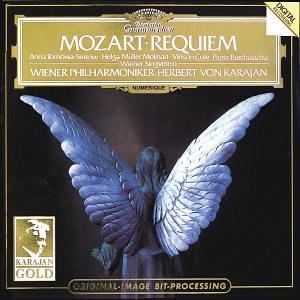 Deutsche
Grammophon
DIGITAL
RECORDING
MOZART·REQUIEM
Anna Tomowa-Sintow · Helga Müller Molinari · Vinson Cole · Paata Burchuladze
Wiener Singverein
WIENER PHILHARMONIKER·HERBERT VON KARAJAN
NUMERIQUE
KARAJAN
GOLD
ORIGINAL-IMAGE BIT-PROCESSING